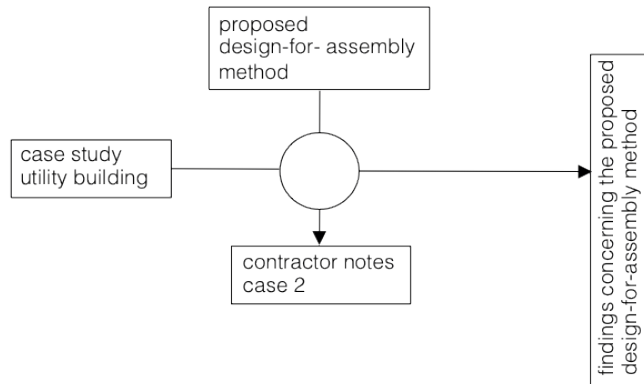 proposed
design-for- assembly
method
case study
utility building
contractor notes
case 2
findings concerning the proposed
design-for-assembly method